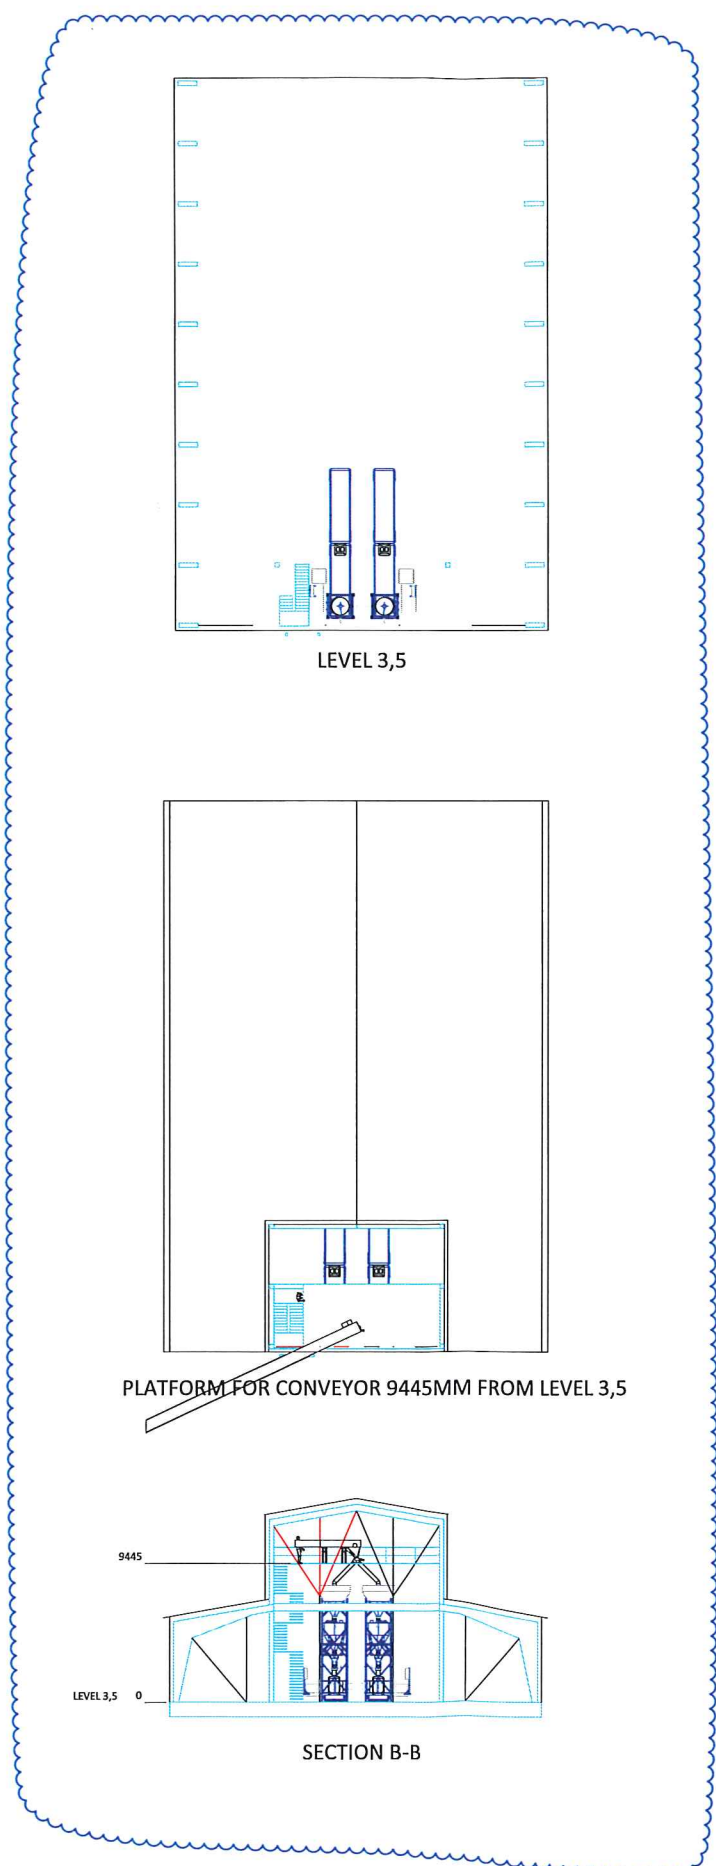 LEVEL 3,5
PLATFORM FOR CONVEYOR 9445MM FROM LEVEL 3,5
9445
LEVEL 3,5 0
SECTION B-B